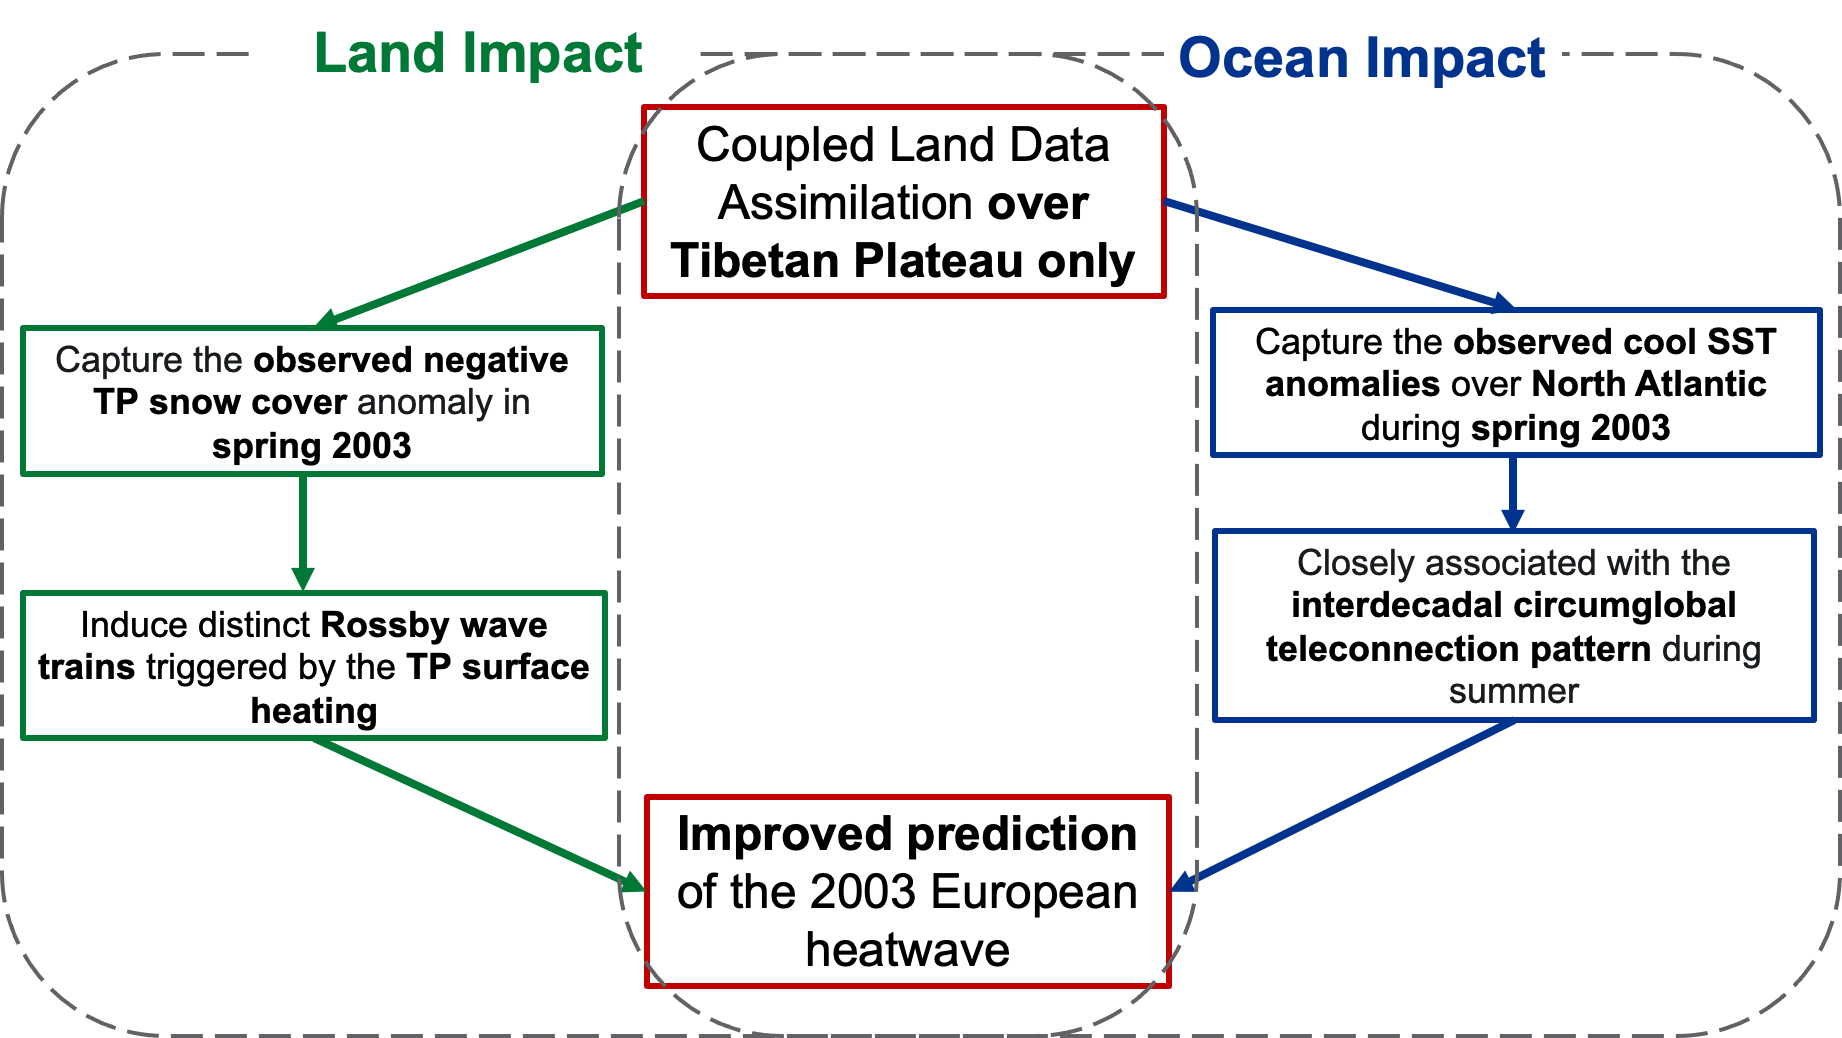 Land Impact
Ocean Impact
Coupled Land Data
Assimilation over
Tibetan Plateau only
Capture the observed negative
TP snow cover anomaly in
spring 2003
Capture the observed cool SST
anomalies over North Atlantic
during spring 2003
Induce distinct Rossby wave
trains triggered by the TP surface
heating
Closely associated with the
interdecadal circumglobal
teleconnection pattern during
summer
Improved prediction
of the 2003 European
heatwave